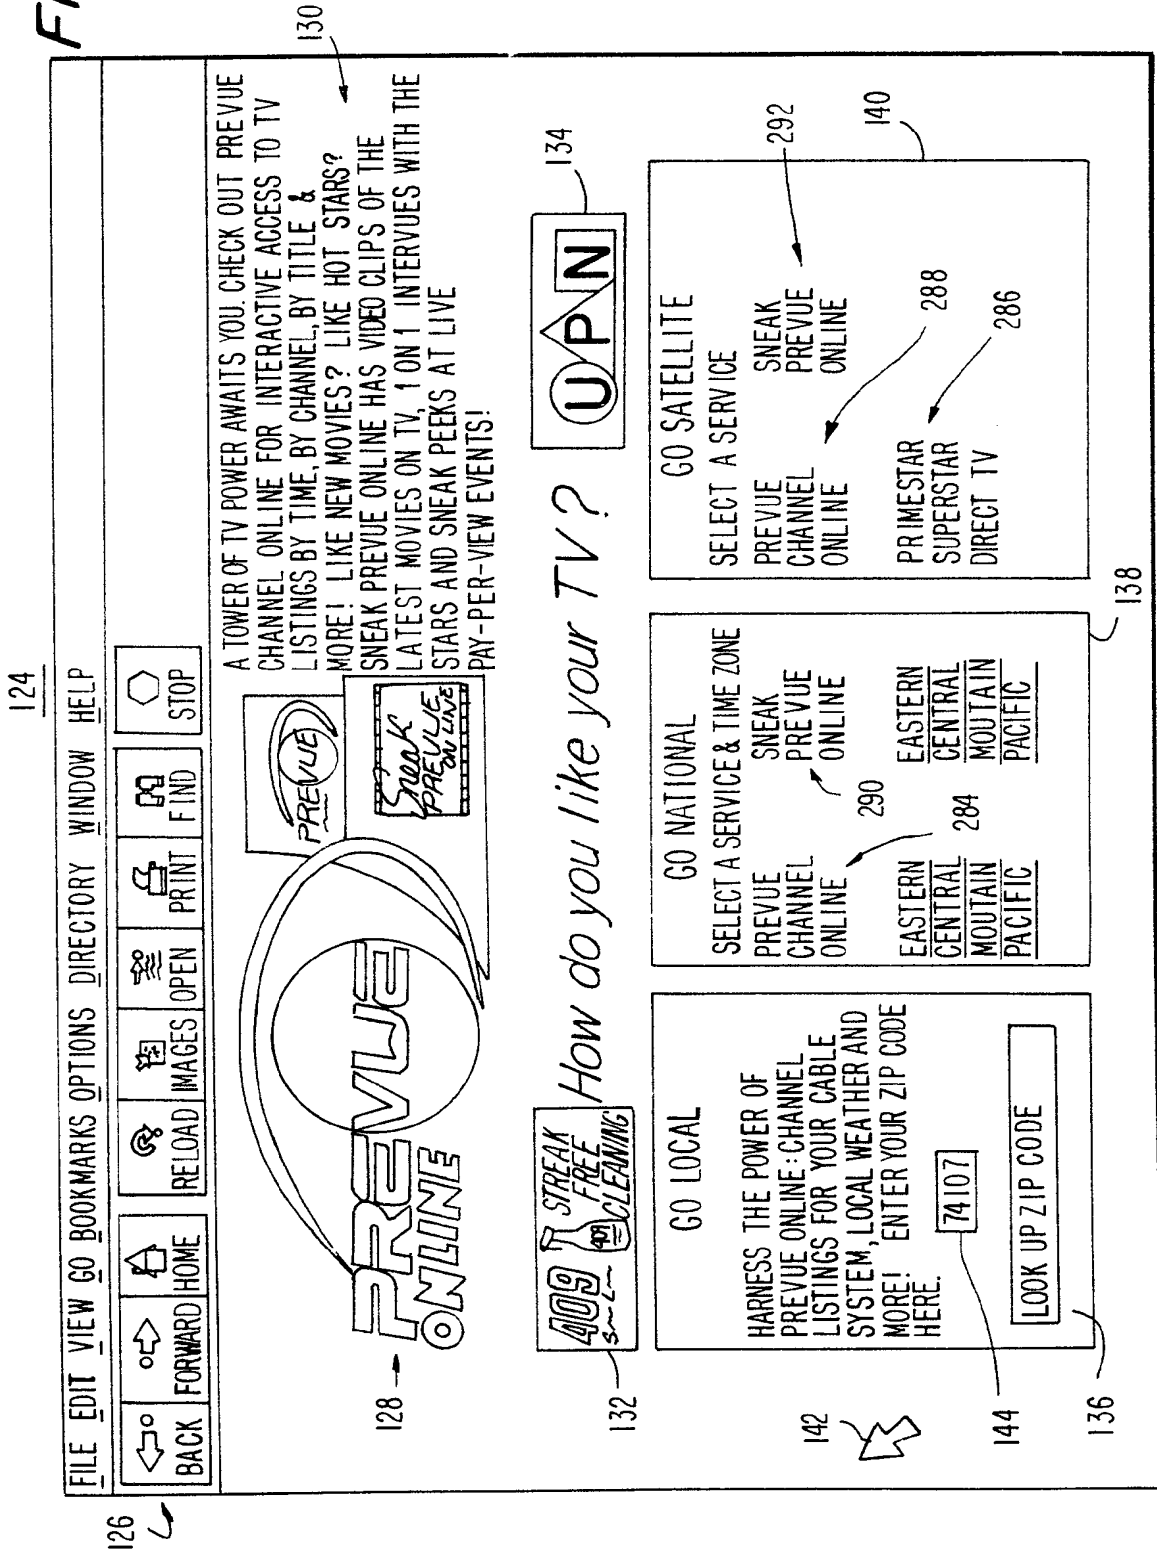 124
126
FILE EDIT VIEW GO BOOKMARKS OPTIONS DIRECTORY WINDOW HELP
BACK FORWARD HOME RELOAD IMAGES OPEN PRINT FIND STOP
128
PREVUE
ONLINE
PREVUE
Sneak
PREVUE
ON LINE
A TOWER OF TV POWER AWAITS YOU. CHECK OUT PREVUE
CHANNEL ONLINE FOR INTERACTIVE ACCESS TO TV
LISTINGS BY TIME, BY CHANNEL, BY TITLE &
MORE! LIKE NEW MOVIES? LIKE HOT STARS?
SNEAK PREVUE ONLINE HAS VIDEO CLIPS OF THE
LATEST MOVIES ON TV, 1 ON 1 INTERVUES WITH THE
STARS AND SNEAK PEEKS AT LIVE
PAY-PER-VIEW EVENTS!
130
132
409
STREAK
FREE
CLEANING
409
How do you like your TV?
UPN
134
GO LOCAL
HARNESS THE POWER OF
PREVUE ONLINE:CHANNEL
LISTINGS FOR YOUR CABLE
SYSTEM, LOCAL WEATHER AND
MORE! ENTER YOUR ZIP CODE
HERE.
74107
LOOK UP ZIP CODE
142
144
136
GO NATIONAL
SELECT A SERVICE & TIME ZONE
PREVUE
CHANNEL
ONLINE
284
EASTERN
CENTRAL
MOUTAIN
PACIFIC
SNEAK
PREVUE
ONLINE
290
EASTERN
CENTRAL
MOUTAIN
PACIFIC
138
GO SATELLITE
SELECT A SERVICE
PREVUE
CHANNEL
ONLINE
288
SNEAK
PREVUE
ONLINE
292
PRIMESTAR
SUPERSTAR
DIRECT TV
286
140